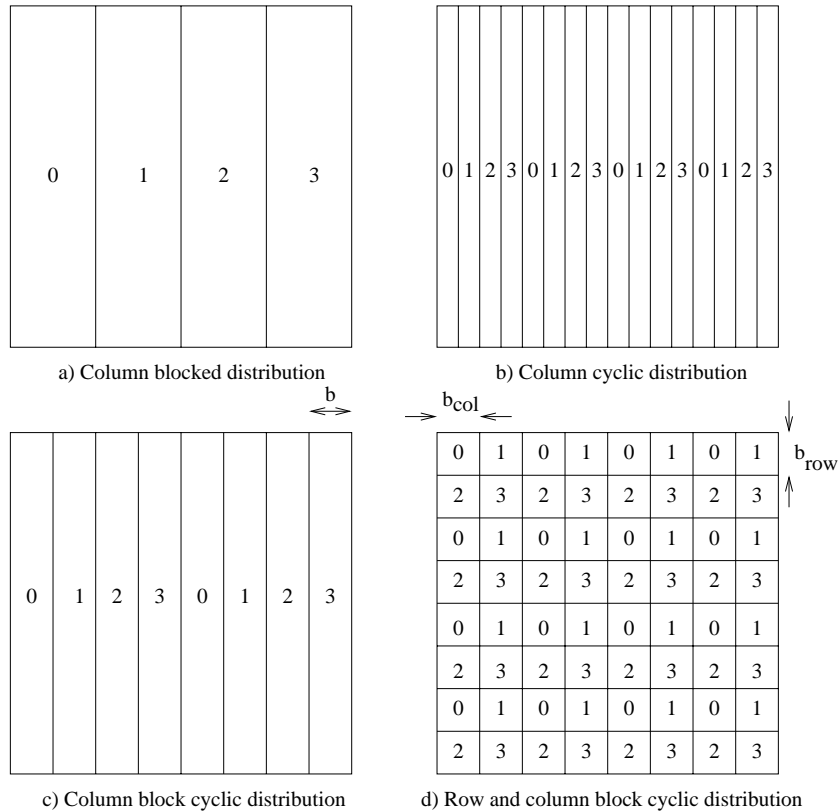 0 1 2 3
0 1 2 3 0 1 2 3 0 1 2 3 0 1 2 3
a) Column blocked distribution
b) Column cyclic distribution
b
bcol
brow
0 1 2 3 0 1 2 3
0 1 0 1 0 1 0 1
2 3 2 3 2 3 2 3
0 1 0 1 0 1 0 1
2 3 2 3 2 3 2 3
0 1 0 1 0 1 0 1
2 3 2 3 2 3 2 3
0 1 0 1 0 1 0 1
2 3 2 3 2 3 2 3
c) Column block cyclic distribution
d) Row and column block cyclic distribution